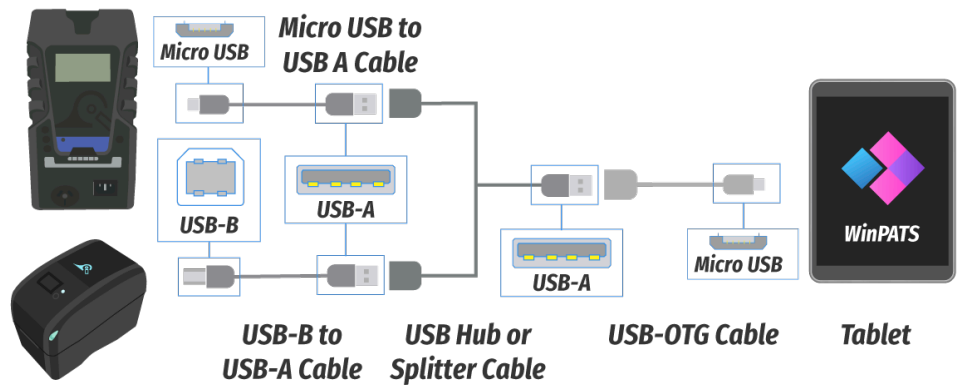 Micro USB
Micro USB to
USB A Cable
USB-B
USB-A
WinPATS
USB-A
Micro USB
USB-B to
USB-A Cable
USB Hub or
Splitter Cable
USB-OTG Cable
Tablet